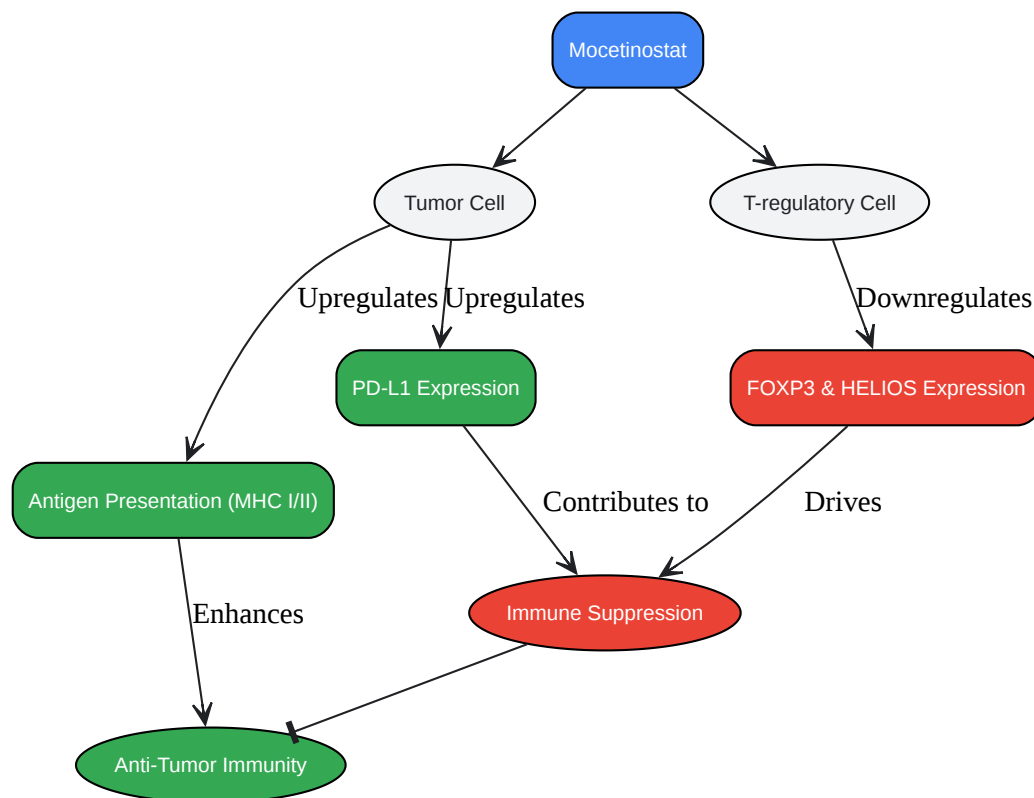 Mocetinostat
Tumor Cell
T-regulatory Cell
Upregulates
Upregulates
Downregulates
PD-L1 Expression
FOXP3 & HELIOS Expression
Antigen Presentation (MHC I/II)
Contributes to
Drives
Enhances
Immune Suppression
Anti-Tumor Immunity